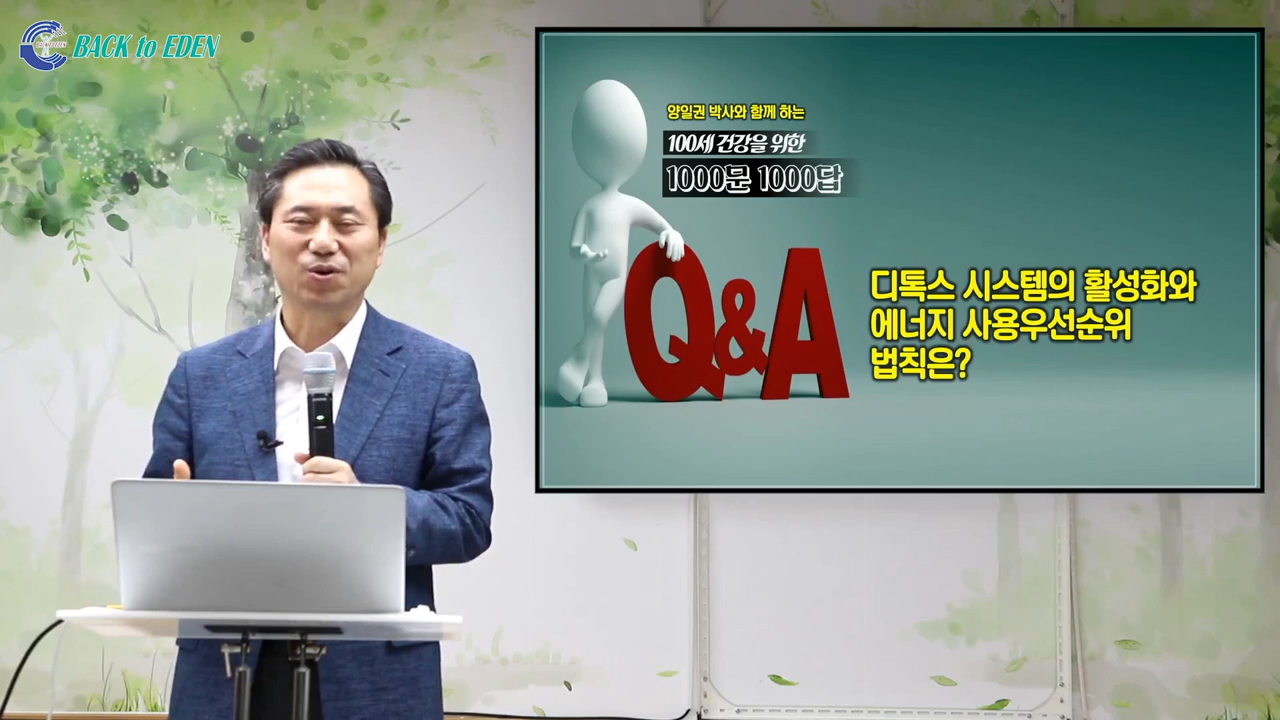 BACK to EDEN
양일권 박사와 함께 하는
100세 건강을 위한
1000문 1000답
Q&A
디톡스 시스템의 활성화와
에너지 사용우선순위
법칙은?